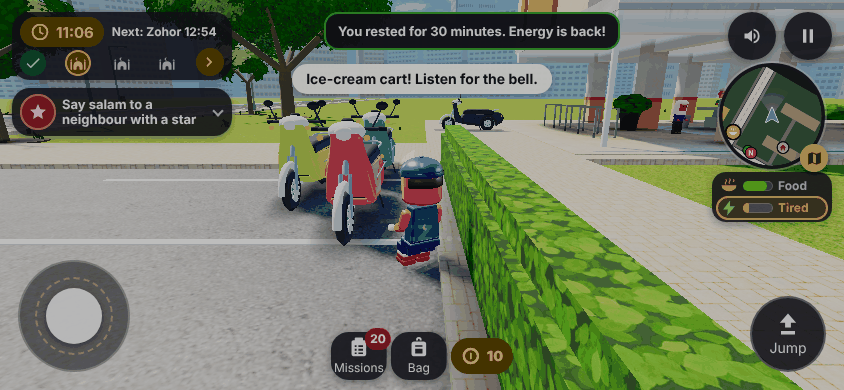 11:06
Next: Zohor 12:54
You rested for 30 minutes. Energy is back!
Ice-cream cart! Listen for the bell.
Say salam to a
neighbour with a star
N
Food
Tired
20
Missions
Bag
10
Jump